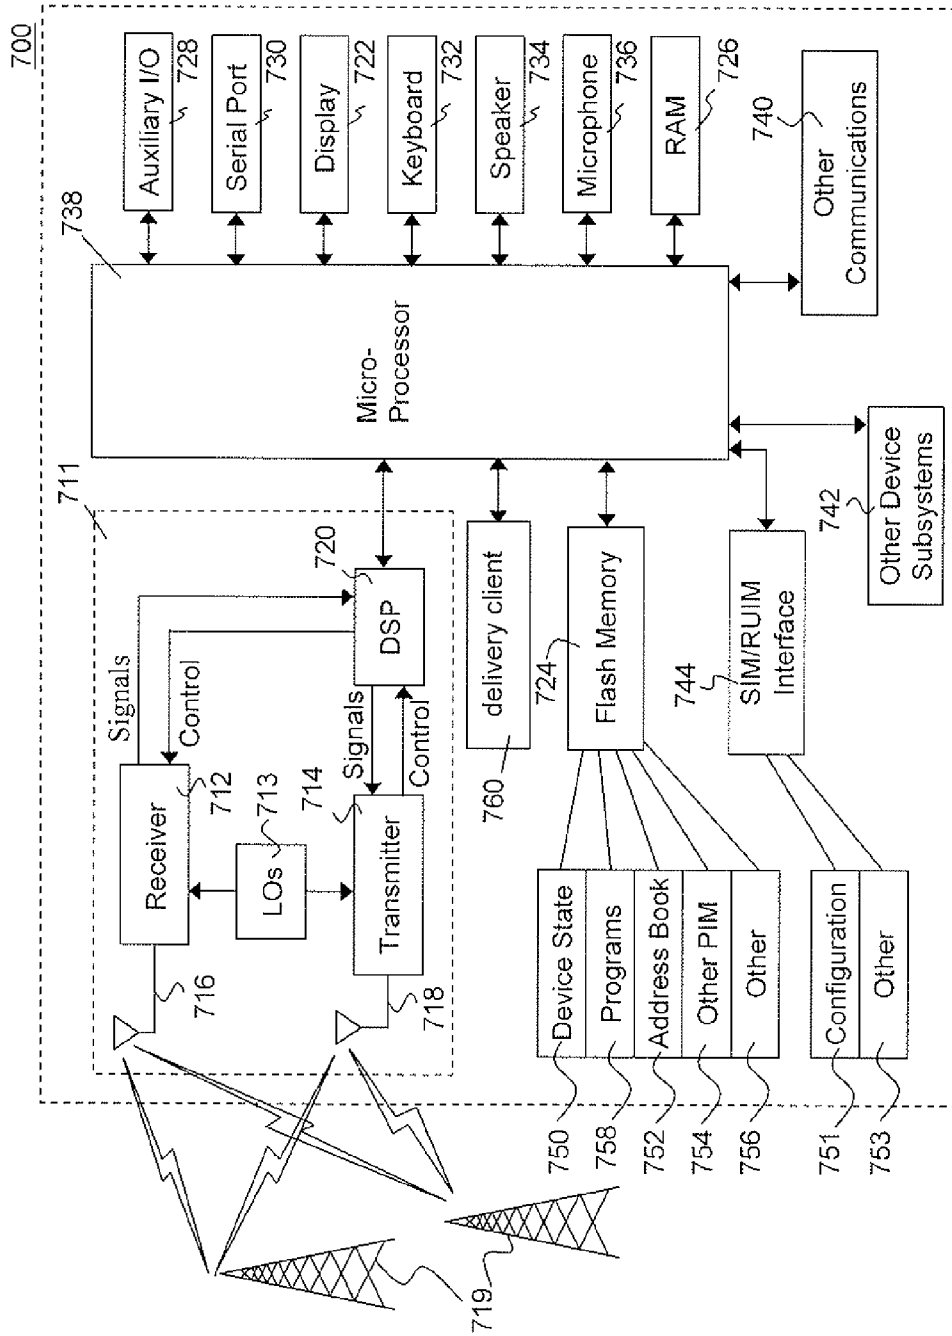 700
711
738
Signals
Control
Receiver
712
716
LOs
713
714
Transmitter
718
Signals
Control
720
DSP
719
Micro-
Processor
Auxiliary I/O
728
Serial Port
730
Display
722
Keyboard
732
Speaker
734
Microphone
736
RAM
726
Other
Communications
740
delivery client
760
Flash Memory
724
SIM/RUIM
Interface
744
Other Device
Subsystems
742
Device State
750
Programs
758
Address Book
752
Other PIM
754
Other
756
Configuration
751
Other
753